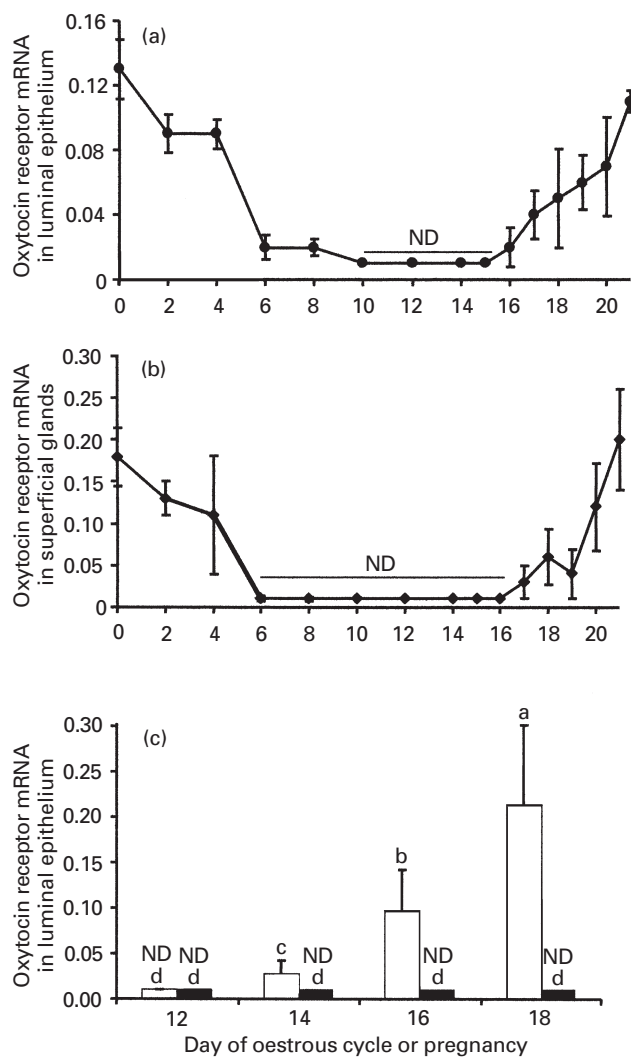 (a)
Oxytocin receptor mRNA
in luminal epithelium
0.16
0.12
0.08
0.04
0
ND
0 2 4 6 8 10 12 14 16 18 20
(b)
Oxytocin receptor mRNA
in superficial glands
0.30
0.25
0.20
0.15
0.10
0.05
0
ND
0 2 4 6 8 10 12 14 16 18 20
(c)
Oxytocin receptor mRNA
in luminal epithelium
0.30
0.25
0.20
0.15
0.10
0.05
0.00
a
b
c
ND ND ND ND ND
d d d d d
12 14 16 18
Day of oestrous cycle or pregnancy